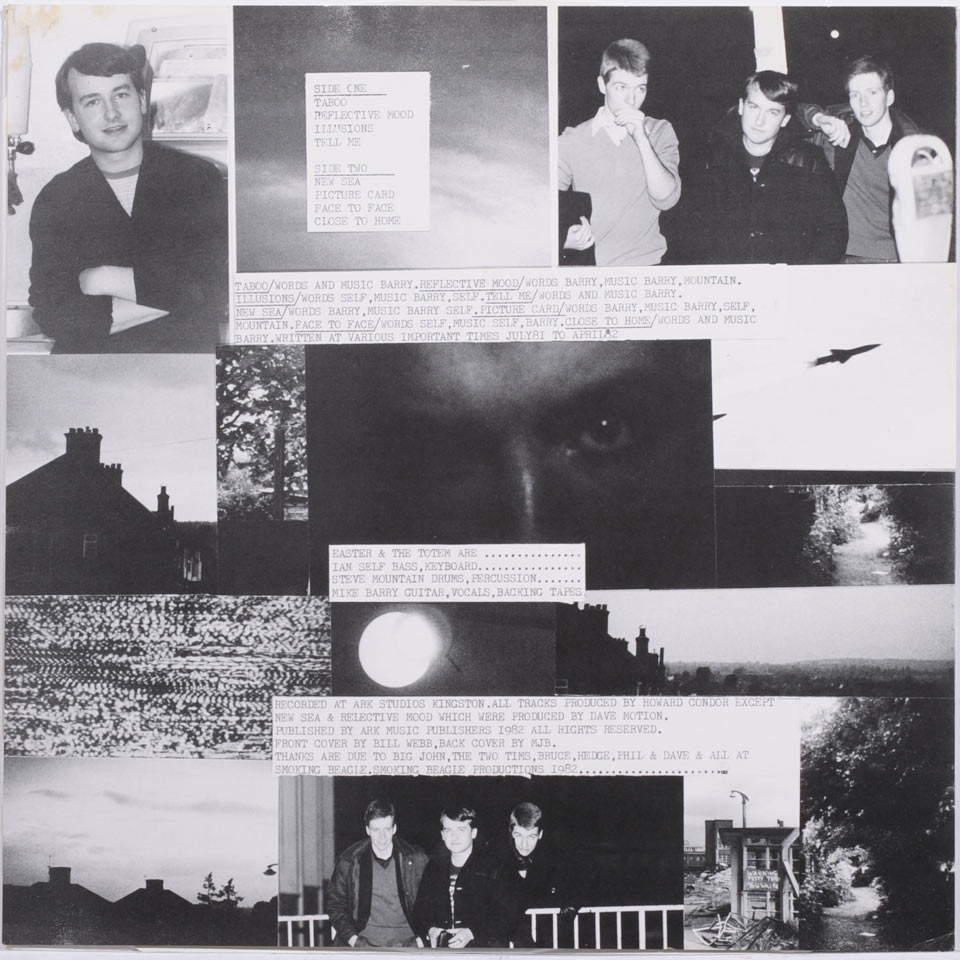 SIDE ONE
TABOO
REFLECTIVE MOOD
ILLUSIONS
TELL ME
SIDE TWO
NEW SEA
PICTURE CARD
FACE TO FACE
CLOSE TO HOME
TABOO/WORDS AND MUSIC BARRY.REFLECTIVE MOOD/WORDS BARRY,MUSIC BARRY,MOUNTAIN.
ILLUSIONS/WORDS SELF,MUSIC BARRY,SELF.TELL ME/WORDS AND MUSIC BARRY.
NEW SEA/WORDS BARRY,MUSIC BARRY SELF.PICTURE CARD/WORDS BARRY,MUSIC BARRY,SELF,
MOUNTAIN.FACE TO FACE/WORDS SELF,MUSIC SELF,BARRY.CLOSE TO HOME/WORDS AND MUSIC
BARRY.WRITTEN AT VARIOUS IMPORTANT TIMES JULY81 TO APRIL82
EASTER & THE TOTEM ARE ................
IAN SELF BASS,KEYBOARD.................
STEVE MOUNTAIN DRUMS,PERCUSSION.......
MIKE BARRY GUITAR,VOCALS,BACKING TAPES
RECORDED AT ARK STUDIOS KINGSTON.ALL TRACKS PRODUCED BY HOWARD CONDOR EXCEPT
NEW SEA & RELECTIVE MOOD WHICH WERE PRODUCED BY DAVE MOTION.
PUBLISHED BY ARK MUSIC PUBLISHERS 1982 ALL RIGHTS RESERVED.
FRONT COVER BY BILL WEBB,BACK COVER BY MJB.
THANKS ARE DUE TO BIG JOHN,THE TWO TIMS,BRUCE,HEDGE,PHIL & DAVE & ALL AT
SMOKING BEAGLE.SMOKING BEAGLE PRODUCTIONS 1982.......................
WARNING